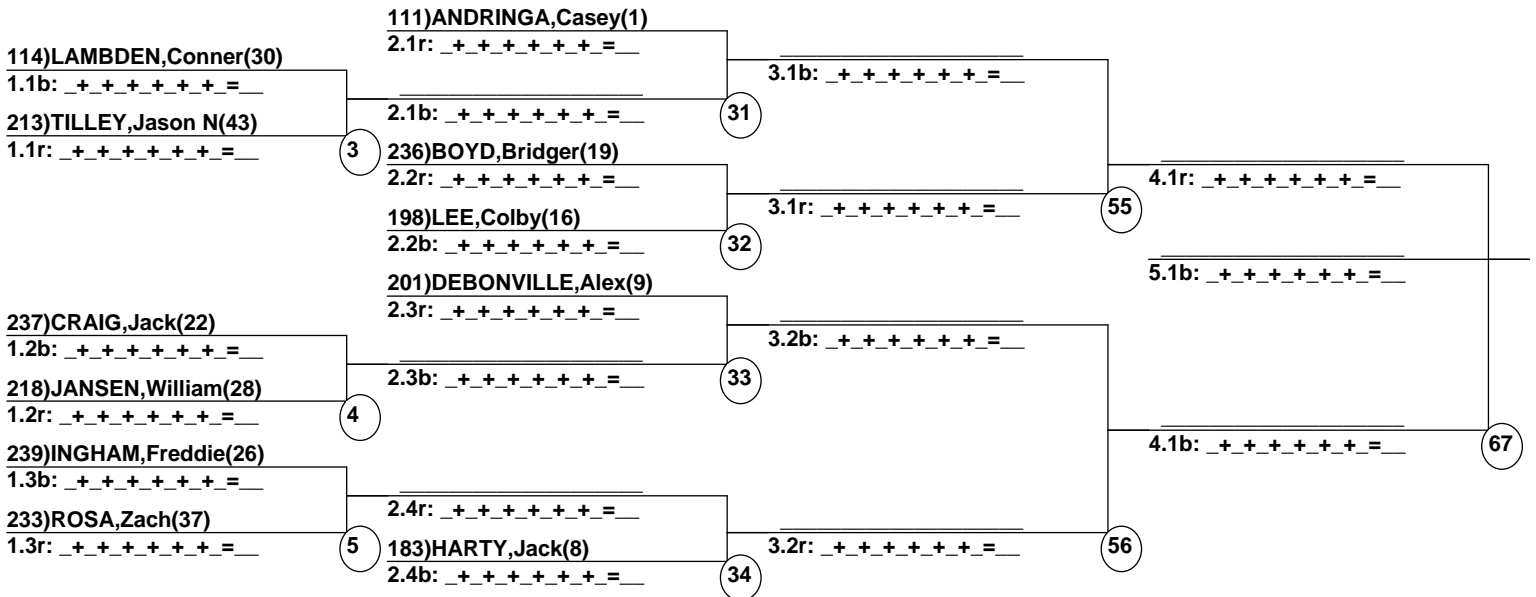 111)ANDRINGA,Casey(1)
2.1r: _+_+_+_+_+_=__
114)LAMBDEN,Conner(30)
1.1b: _+_+_+_+_+_=__
3.1b: _+_+_+_+_+_=__
2.1b: _+_+_+_+_+_=__
31
213)TILLEY,Jason N(43)
1.1r: _+_+_+_+_+_=__
3
236)BOYD,Bridger(19)
2.2r: _+_+_+_+_+_=__
4.1r: _+_+_+_+_+_=__
3.1r: _+_+_+_+_+_=__
55
198)LEE,Colby(16)
2.2b: _+_+_+_+_+_=__
32
5.1b: _+_+_+_+_+_=__
201)DEBONVILLE,Alex(9)
2.3r: _+_+_+_+_+_=__
237)CRAIG,Jack(22)
1.2b: _+_+_+_+_+_=__
3.2b: _+_+_+_+_+_=__
2.3b: _+_+_+_+_+_=__
33
218)JANSEN,William(28)
1.2r: _+_+_+_+_+_=__
4
4.1b: _+_+_+_+_+_=__
67
239)INGHAM,Freddie(26)
1.3b: _+_+_+_+_+_=__
2.4r: _+_+_+_+_+_=__
233)ROSA,Zach(37)
1.3r: _+_+_+_+_+_=__
5
3.2r: _+_+_+_+_+_=__
56
183)HARTY,Jack(8)
2.4b: _+_+_+_+_+_=__
34